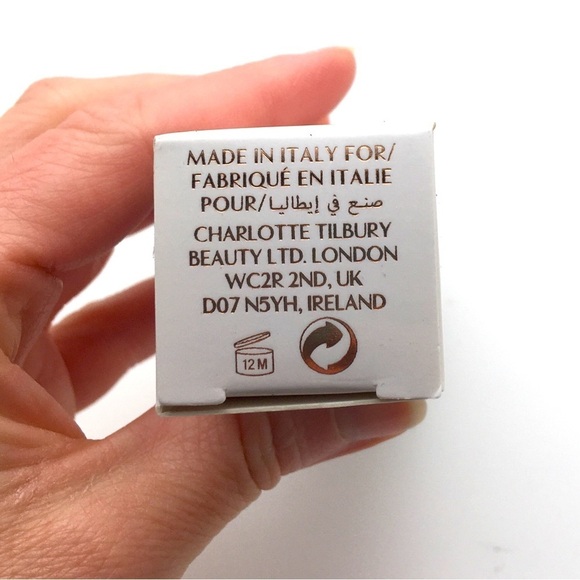 MADE IN ITALY FOR/
FABRIQUÉ EN ITALIE
POUR/صنع في إيطاليا
CHARLOTTE TILBURY
BEAUTY LTD. LONDON
WC2R 2ND, UK
D07 N5YH, IRELAND
12 M